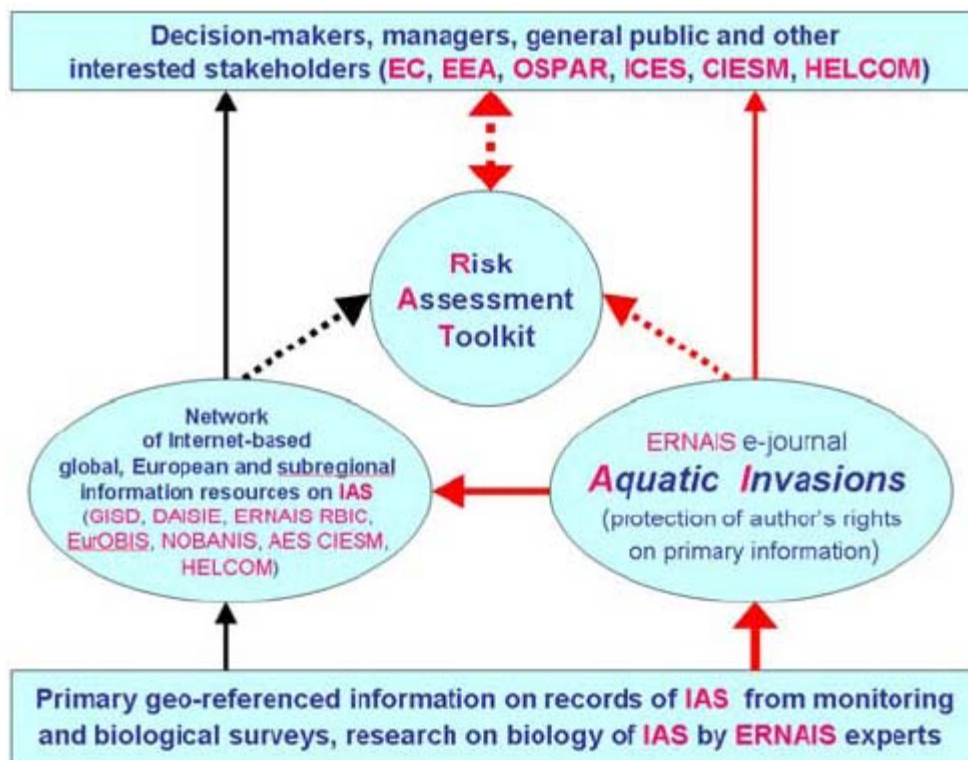 Decision-makers, managers, general public and other
interested stakeholders (EC, EEA, OSPAR, ICES, CIESM, HELCOM)
Risk
Assessment
Toolkit
Network
of Internet-based
global, European and subregional
information resources on IAS
(GISD, DAISIE, ERNAIS RBIC,
EurOBIS, NOBANIS, AES CIESM,
HELCOM)
ERNAIS e-journal
Aquatic Invasions
(protection of author's rights
on primary information)
Primary geo-referenced information on records of IAS from monitoring
and biological surveys, research on biology of IAS by ERNAIS experts